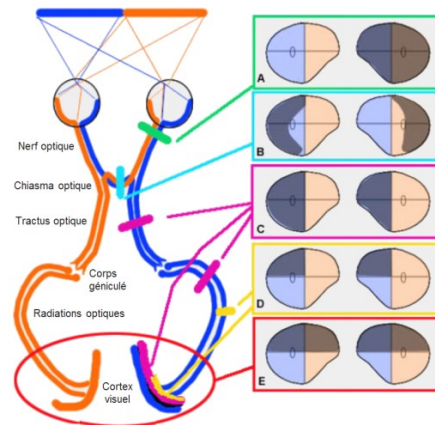 Nerf optique
Chiasma optique
Tractus optique
Corps
géniculé
Radiations optiques
Cortex
visuel
A
B
C
D
E